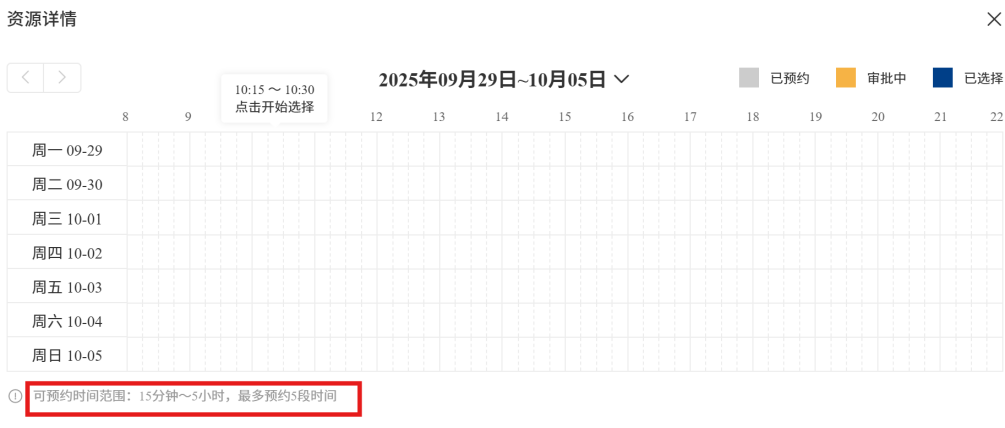 资源详情
2025年09月29日~10月05日
已预约
审批中
已选择
10:15 ～ 10:30
点击开始选择
8 9 12 13 14 15 16 17 18 19 20 21 22
周一 09-29
周二 09-30
周三 10-01
周四 10-02
周五 10-03
周六 10-04
周日 10-05
可预约时间范围：15分钟～5小时，最多预约5段时间